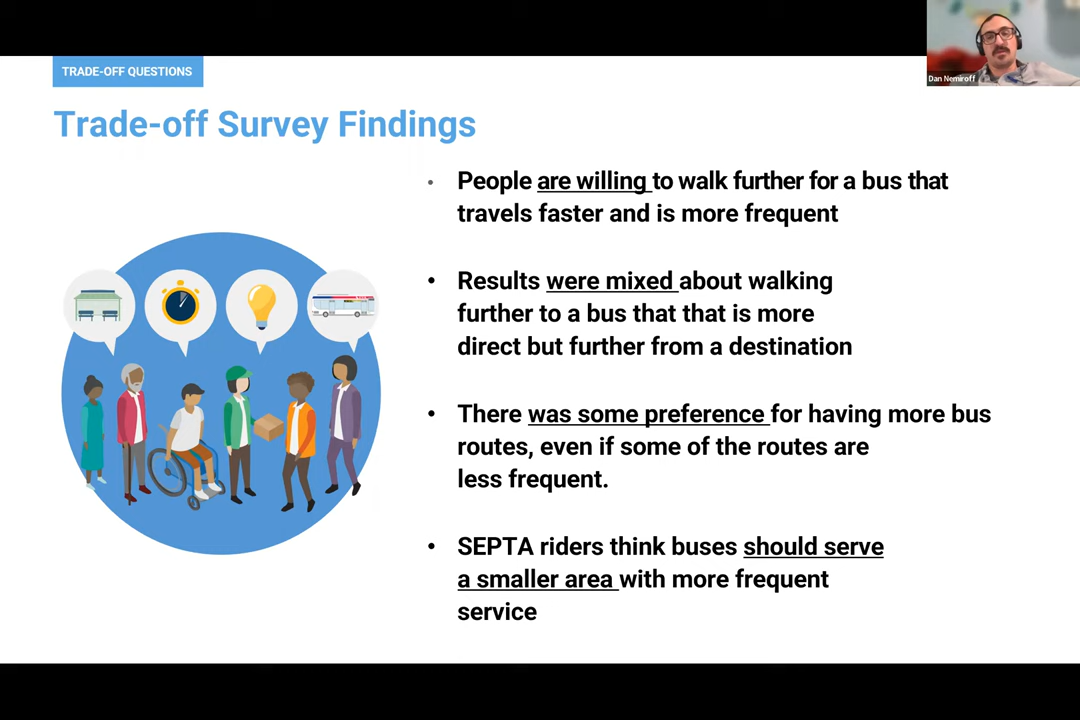 Dan Nemiroff
TRADE-OFF QUESTIONS
Trade-off Survey Findings
• People are willing to walk further for a bus that
travels faster and is more frequent
• Results were mixed about walking
further to a bus that that is more
direct but further from a destination
• There was some preference for having more bus
routes, even if some of the routes are
less frequent.
• SEPTA riders think buses should serve
a smaller area with more frequent
service